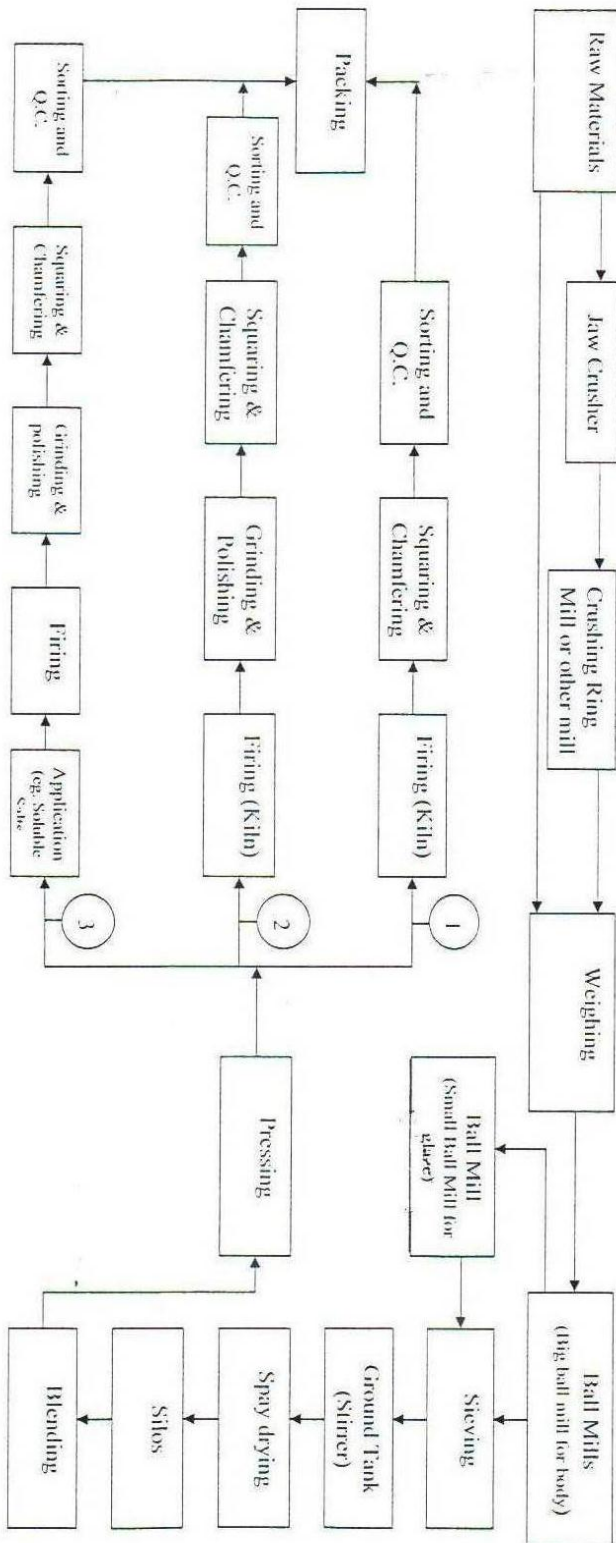 Raw Materials
Jaw Crusher
Crushing Ring
Mill or other mill
Weighing
Ball Mills
(Big ball mill for body)
Ball Mill
(Small Ball Mill for
glaze)
Sieving
Ground Tank
(Stirrer)
Spay drying
Silos
Blending
Pressing
1
Firing (Kiln)
Squaring &
Chamfering
Sorting and
Q.C.
2
Firing (Kiln)
Grinding &
Polishing
Squaring &
Chamfering
Sorting and
Q.C.
3
Application
(eg. Soluble
Firing
Grinding &
polishing
Squaring &
Chamfering
Sorting and
Q.C.
Packing